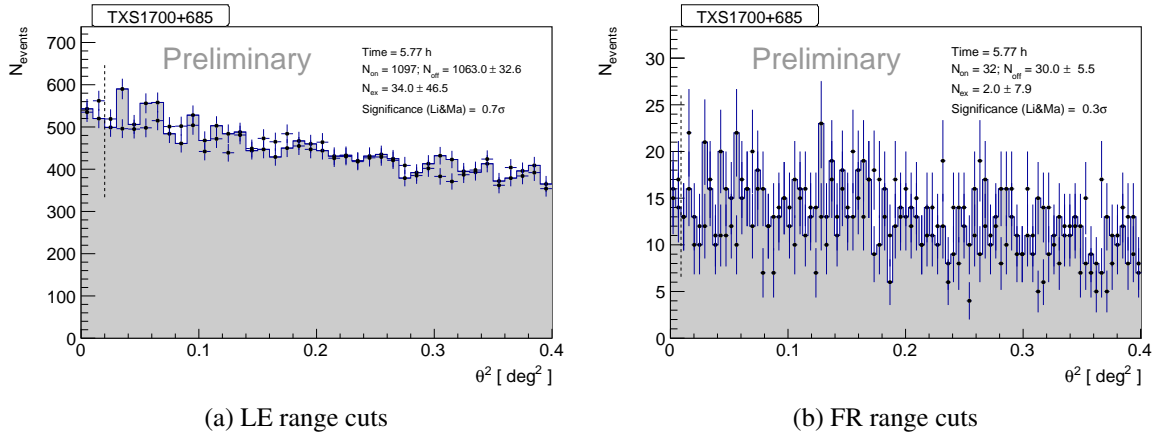 TXS1700+685
Preliminary
Time = 5.77 h
N_on = 1097; N_off = 1063.0 ± 32.6
N_ex = 34.0 ± 46.5
Significance (Li&Ma) = 0.7σ
N_events
700
600
500
400
300
200
100
0
0 0.1 0.2 0.3 0.4
θ² [ deg² ]
(a) LE range cuts
TXS1700+685
Preliminary
Time = 5.77 h
N_on = 32; N_off = 30.0 ± 5.5
N_ex = 2.0 ± 7.9
Significance (Li&Ma) = 0.3σ
N_events
30
25
20
15
10
5
0
0 0.1 0.2 0.3 0.4
θ² [ deg² ]
(b) FR range cuts